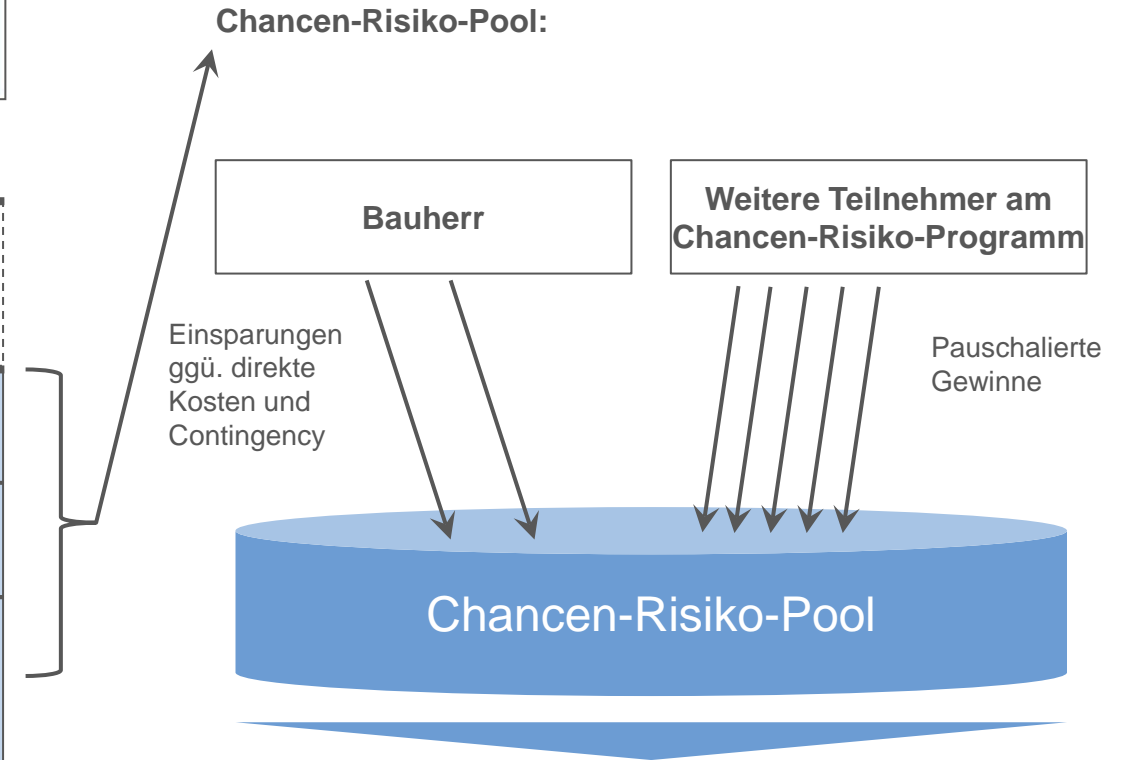 Chancen-Risiko-Pool:
Bauherr
Weitere Teilnehmer am
Chancen-Risiko-Programm
Einsparungen
ggü. direkte
Kosten und
Contingency
Pauschalierte
Gewinne
Chancen-Risiko-Pool